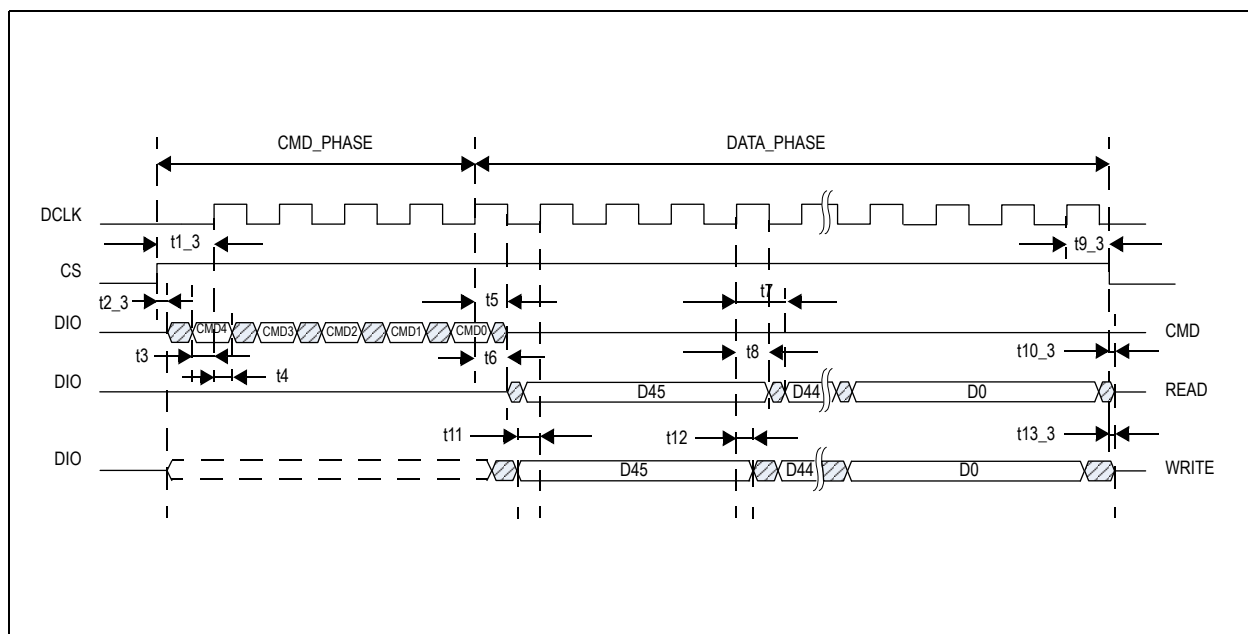 CMD_PHASE DATA_PHASE
DCLK
t1_3 t9_3
CS
t2_3 t5 t7
DIO CMD4 CMD3 CMD2 CMD1 CMD0 CMD
t3 t6 t8 t10_3
t4
DIO D45 D44 D0 READ
t11 t12 t13_3
DIO D45 D44 D0 WRITE